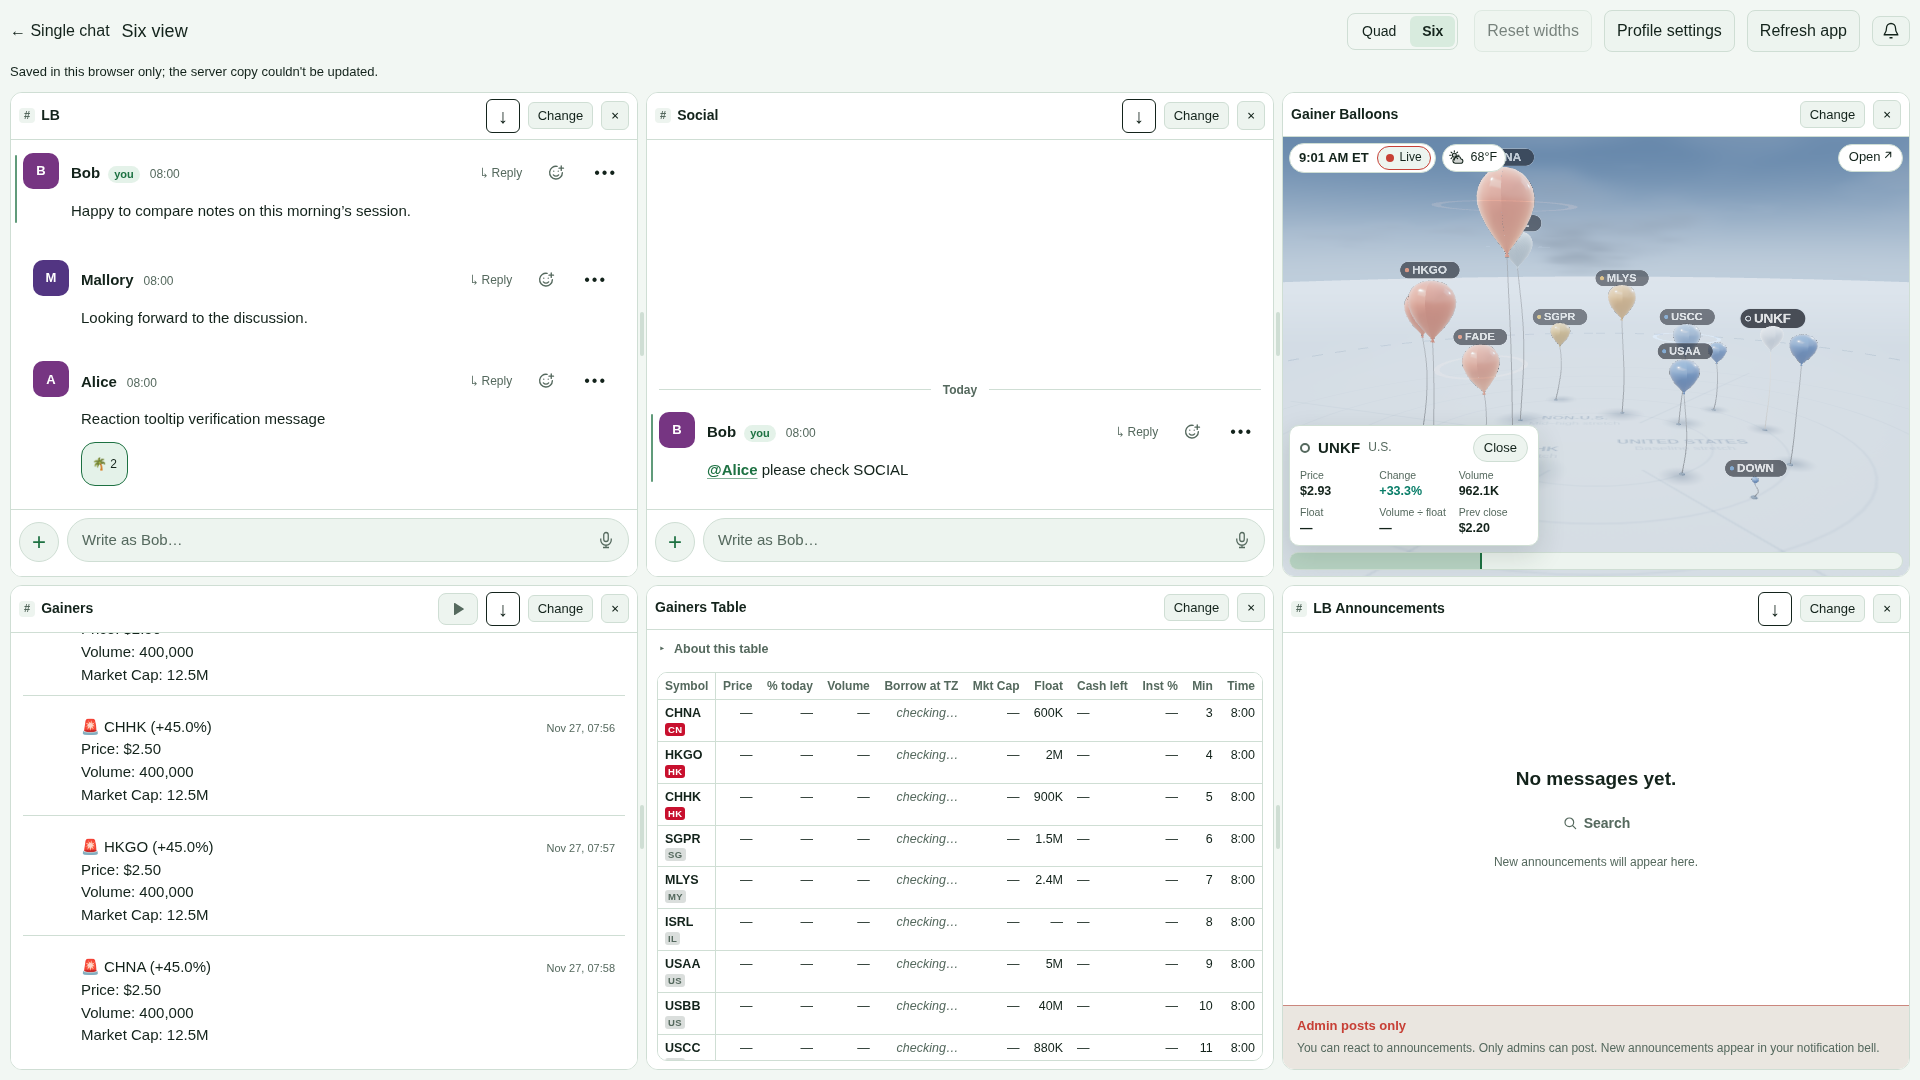 ← Single chat Six view
Quad Six Reset widths Profile settings Refresh app
Saved in this browser only; the server copy couldn't be updated.
# LB ↓ Change ×
B Bob you 08:00 ↳ Reply •••
Happy to compare notes on this morning's session.
M Mallory 08:00 ↳ Reply •••
Looking forward to the discussion.
A Alice 08:00 ↳ Reply •••
Reaction tooltip verification message
🌴 2
+ Write as Bob…
# Social ↓ Change ×
Today
B Bob you 08:00 ↳ Reply •••
@Alice please check SOCIAL
+ Write as Bob…
Gainer Balloons Change ×
9:01 AM ET Live 68°F Open ↗
HKGO
MLYS
SGPR
USCC
UNKF
FADE
USAA
NON-U.S.
UNITED STATES
DOWN
UNKF U.S. Close
Price Change Volume
$2.93 +33.3% 962.1K
Float Volume ÷ float Prev close
— — $2.20
# Gainers ↓ Change ×
Volume: 400,000
Market Cap: 12.5M
🚨 CHHK (+45.0%) Nov 27, 07:56
Price: $2.50
Volume: 400,000
Market Cap: 12.5M
🚨 HKGO (+45.0%) Nov 27, 07:57
Price: $2.50
Volume: 400,000
Market Cap: 12.5M
🚨 CHNA (+45.0%) Nov 27, 07:58
Price: $2.50
Volume: 400,000
Market Cap: 12.5M
Gainers Table Change ×
About this table
Symbol Price % today Volume Borrow at TZ Mkt Cap Float Cash left Inst % Min Time
CHNA — — — checking… — 600K — — 3 8:00
CN
HKGO — — — checking… — 2M — — 4 8:00
HK
CHHK — — — checking… — 900K — — 5 8:00
HK
SGPR — — — checking… — 1.5M — — 6 8:00
SG
MLYS — — — checking… — 2.4M — — 7 8:00
MY
ISRL — — — checking… — — — — 8 8:00
IL
USAA — — — checking… — 5M — — 9 8:00
US
USBB — — — checking… — 40M — — 10 8:00
US
USCC — — — checking… — 880K — — 11 8:00
# LB Announcements ↓ Change ×
No messages yet.
Search
New announcements will appear here.
Admin posts only
You can react to announcements. Only admins can post. New announcements appear in your notification bell.